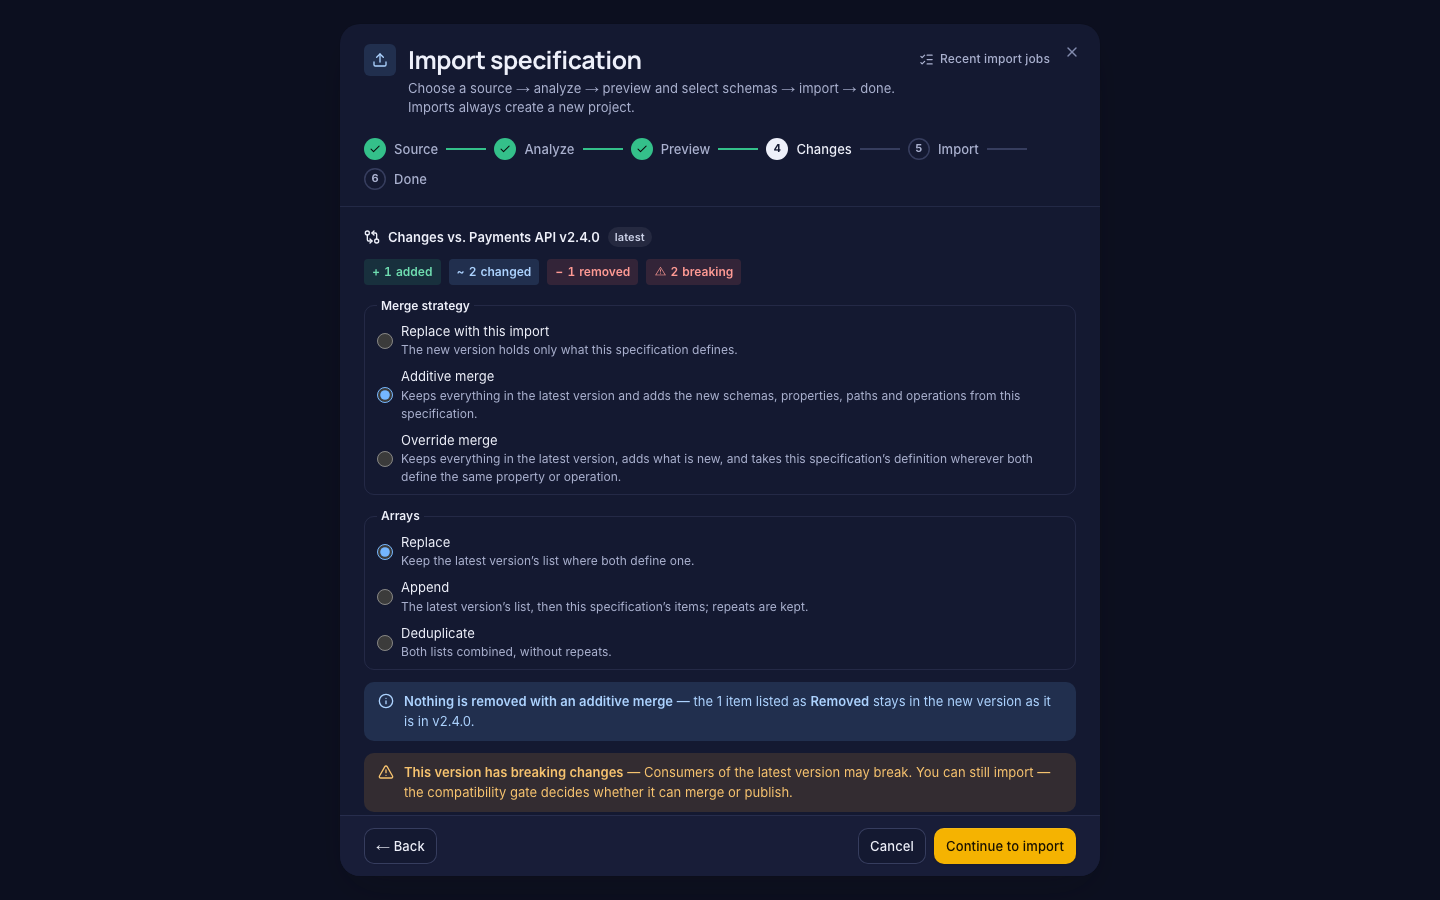 Import specification
Recent import jobs
Choose a source → analyze → preview and select schemas → import → done.
Imports always create a new project.
Source
Analyze
Preview
4 Changes
5 Import
6 Done
Changes vs. Payments API v2.4.0 latest
+ 1 added
~ 2 changed
− 1 removed
⚠ 2 breaking
Merge strategy
Replace with this import
The new version holds only what this specification defines.
Additive merge
Keeps everything in the latest version and adds the new schemas, properties, paths and operations from this
specification.
Override merge
Keeps everything in the latest version, adds what is new, and takes this specification's definition wherever both
define the same property or operation.
Arrays
Replace
Keep the latest version's list where both define one.
Append
The latest version's list, then this specification's items; repeats are kept.
Deduplicate
Both lists combined, without repeats.
Nothing is removed with an additive merge — the 1 item listed as Removed stays in the new version as it
is in v2.4.0.
This version has breaking changes — Consumers of the latest version may break. You can still import —
the compatibility gate decides whether it can merge or publish.
← Back
Cancel
Continue to import